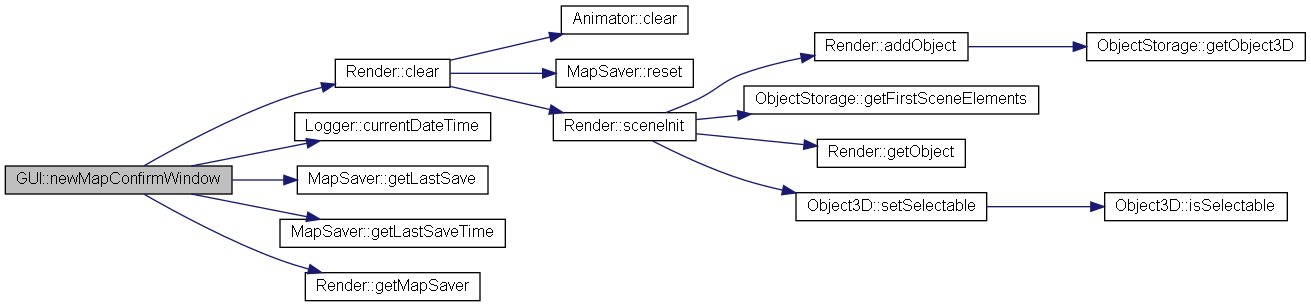 GUI::newMapConfirmWindow
Render::clear
Logger::currentDateTime
MapSaver::getLastSave
MapSaver::getLastSaveTime
Render::getMapSaver
Animator::clear
MapSaver::reset
Render::sceneInit
Render::addObject
ObjectStorage::getFirstSceneElements
Render::getObject
Object3D::setSelectable
ObjectStorage::getObject3D
Object3D::isSelectable